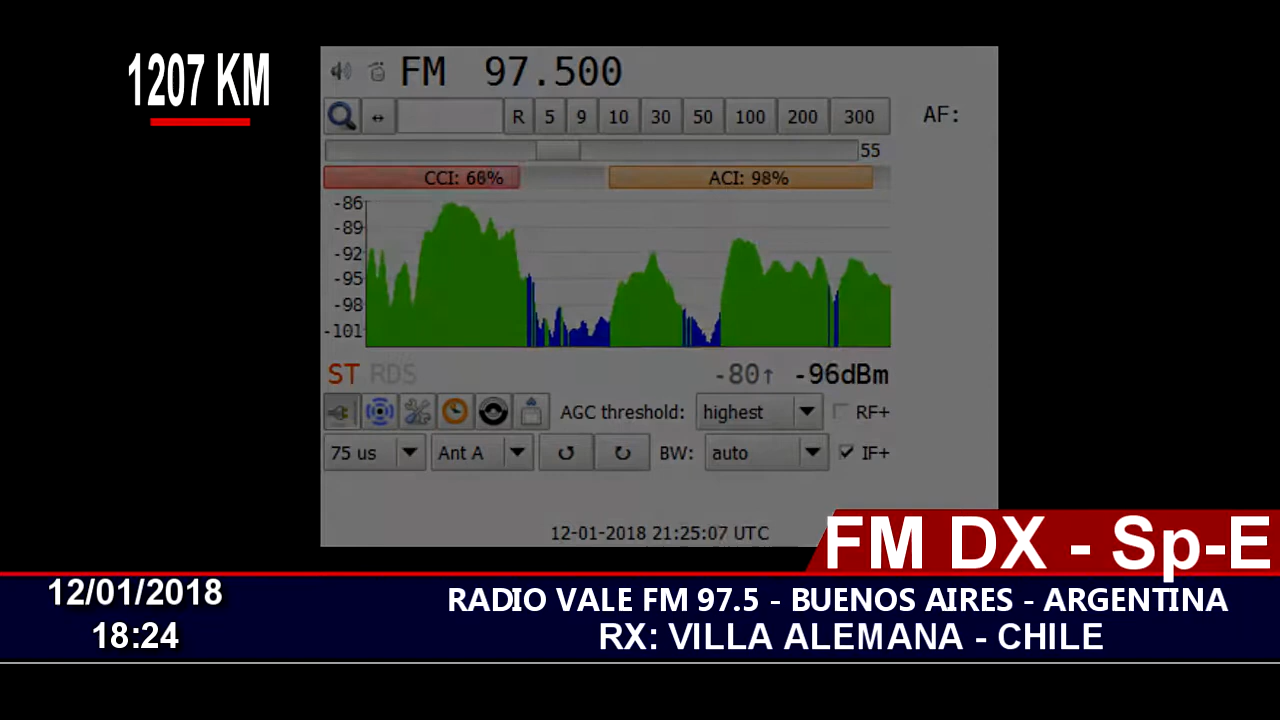 1207 KM
FM 97.500
R 5 9 10 30 50 100 200 300
AF:
55
CCI: 66% ACI: 98%
-86
-89
-92
-95
-98
-101
ST RDS -80↑ -96dBm
AGC threshold: highest RF+
75 us Ant A BW: auto IF+
12-01-2018 21:25:07 UTC
FM DX - Sp-E
12/01/2018
18:24
RADIO VALE FM 97.5 - BUENOS AIRES - ARGENTINA
RX: VILLA ALEMANA - CHILE